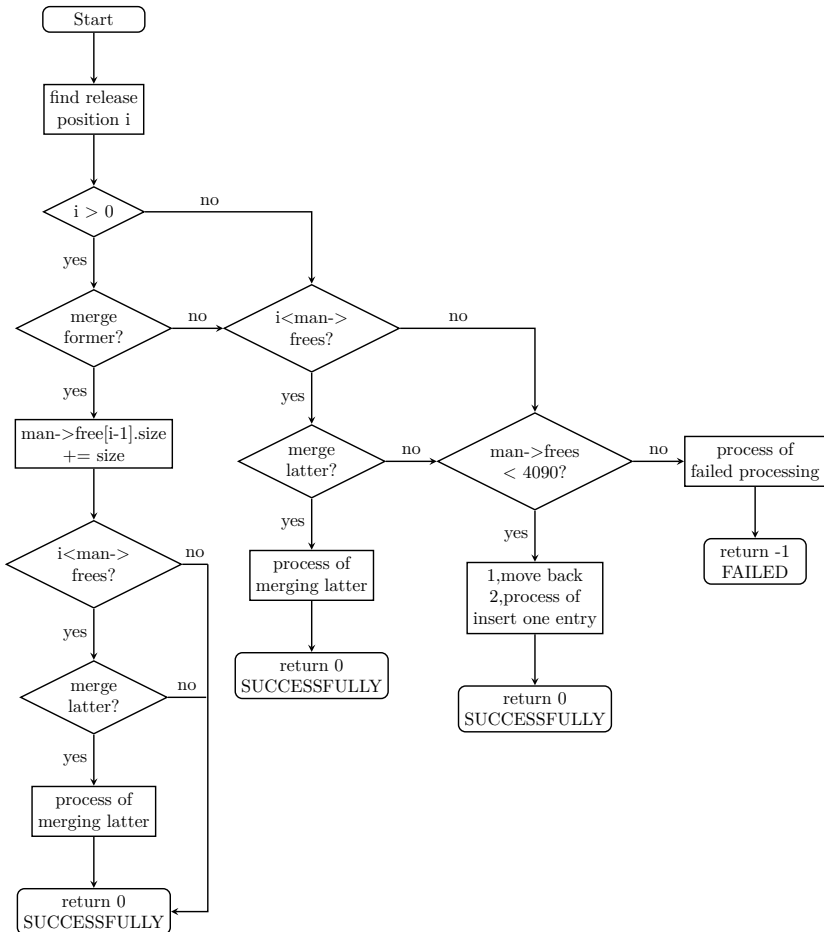 Start
find release
position i
i > 0
no
yes
merge
former?
no
i<man->
frees?
no
yes
yes
man->free[i-1].size
+= size
merge
latter?
no
man->frees
< 4090?
no
process of
failed processing
yes
yes
i<man->
frees?
no
process of
merging latter
1,move back
2,process of
insert one entry
return -1
FAILED
yes
return 0
SUCCESSFULLY
merge
latter?
no
return 0
SUCCESSFULLY
yes
process of
merging latter
return 0
SUCCESSFULLY